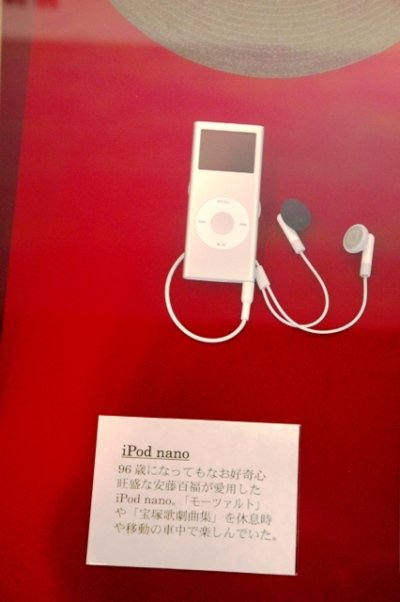 MENU
iPod nano
96歳になってもなお好奇心
旺盛な安藤百福が愛用した
iPod nano。「モーツァルト」
や「宝塚歌劇曲集」を休息時
や移動の車中で楽しんでいた。